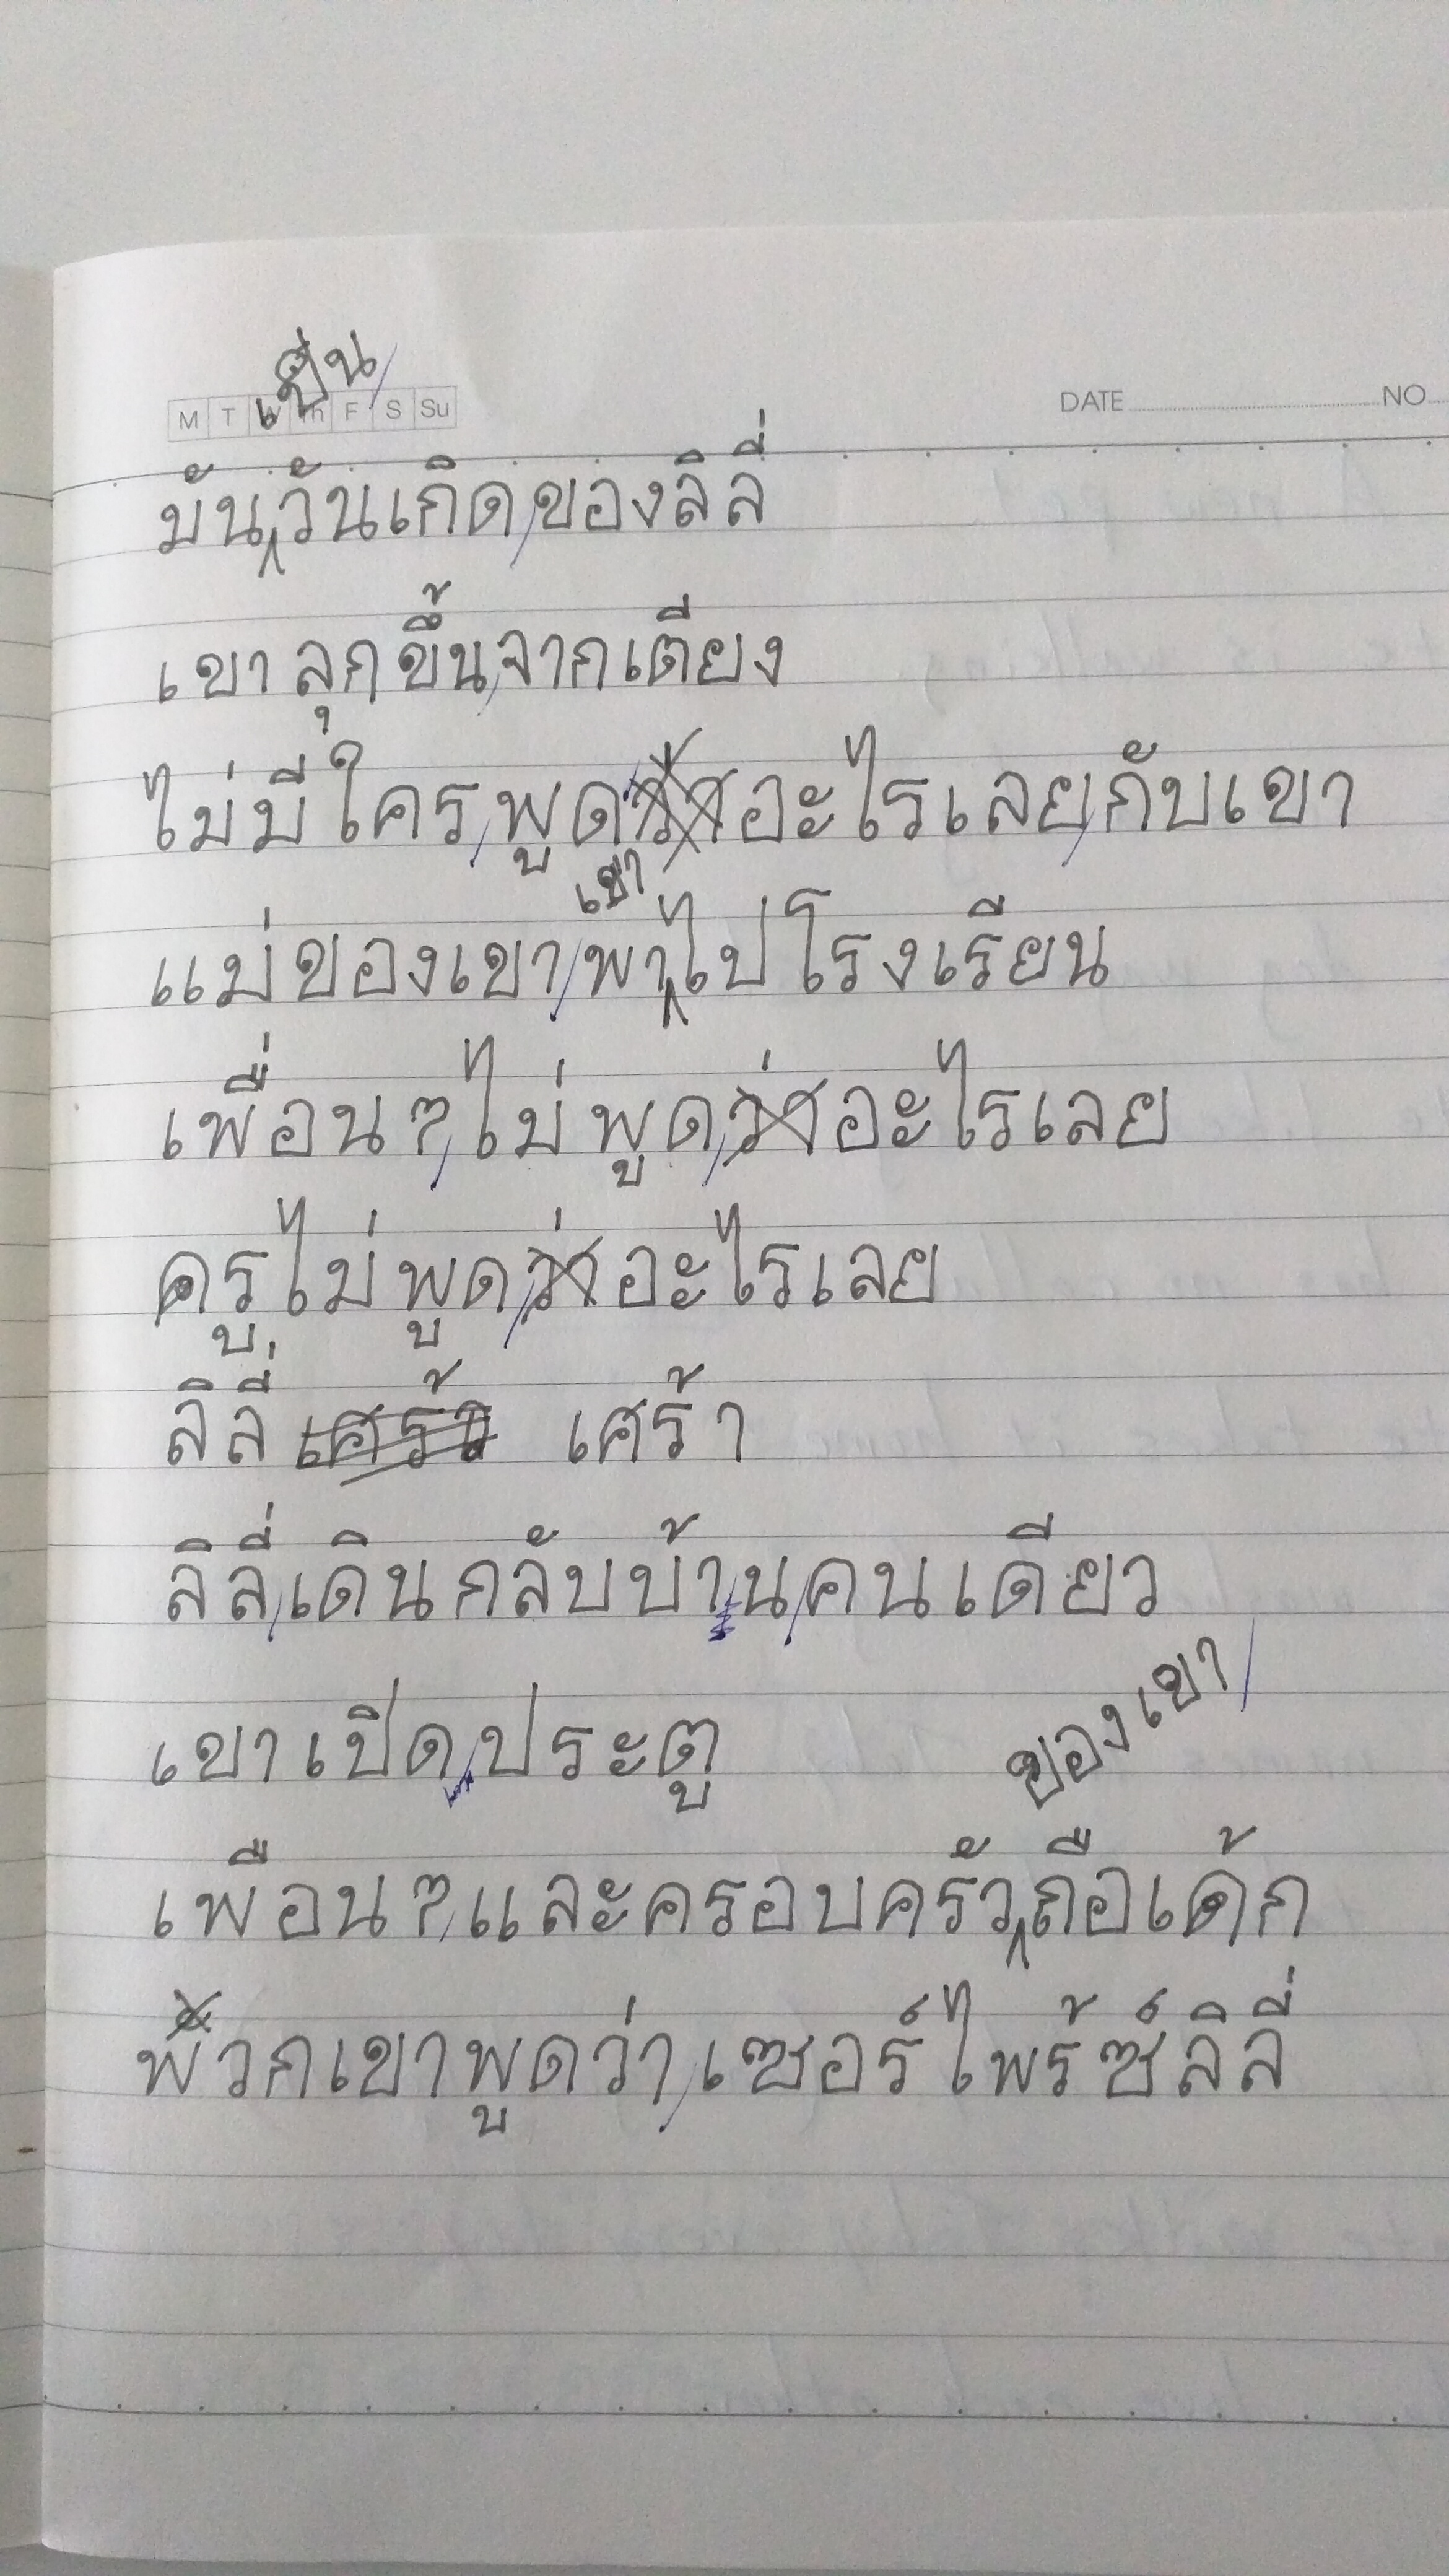 เป็น
M T Th F S Su
DATE NO
มันวันเกิดของลิลี่
เขาลุกขึ้นจากเตียง
ไม่มีใครพูดว่าอะไรเลยกับเขา
เขา
แม่ของเขาพาไปโรงเรียน
เพื่อนๆไม่พูดว่าอะไรเลย
ครูไม่พูดว่าอะไรเลย
ลิลี่ เศร้า เศร้า
ลิลี่เดินกลับบ้านคนเดียว
ของเขา
เขาเปิดประตู
เพือนๆและครอบครัวถือเค้ก
พวกเขาพูดว่าเซอร์ไพร้ซ์ลิลี่